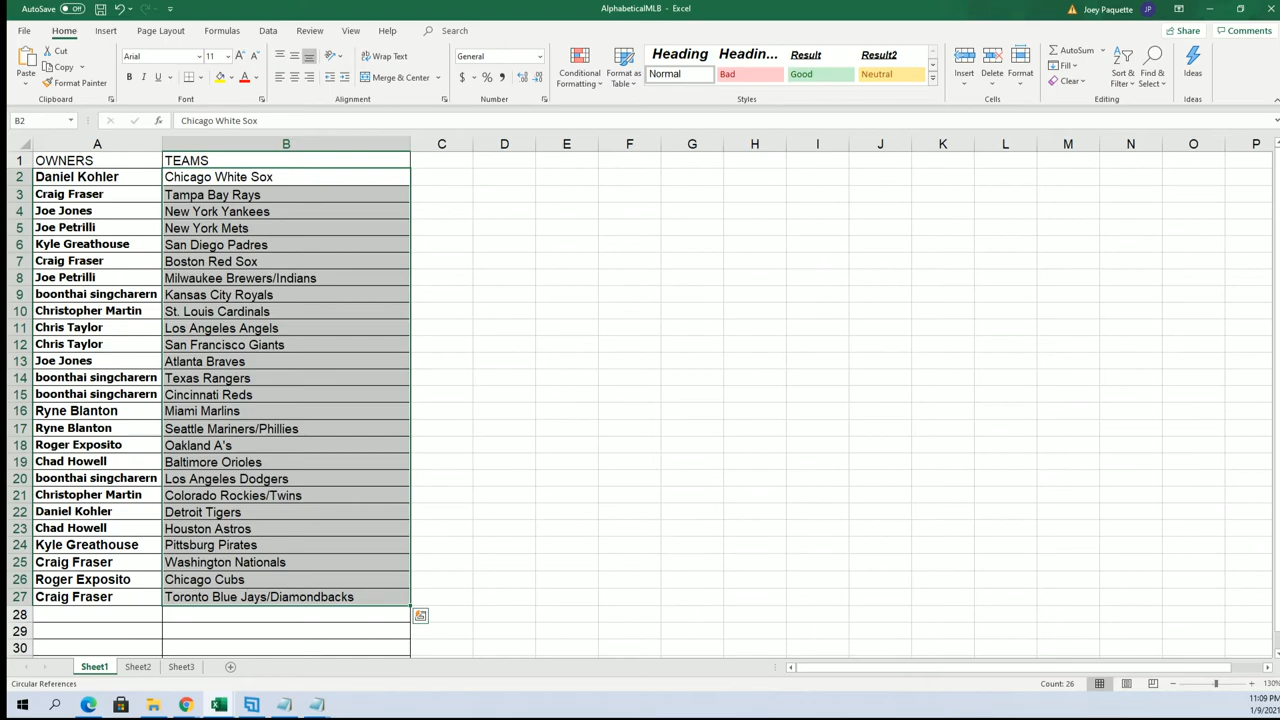 AutoSave Off AlphabeticalMLB - Excel Joey Paquette JP
File Home Insert Page Layout Formulas Data Review View Help Search Share Comments
Paste Cut Copy Format Painter Clipboard
Arial 11 B I U A Font
Wrap Text Merge & Center Alignment
General $ % , Number
Conditional Formatting Format as Table
Heading Headin... Result Result2
Normal Bad Good Neutral
Styles
Insert Delete Format Cells
AutoSum Fill Clear Sort & Filter Find & Select Editing
Ideas Ideas
B2 fx Chicago White Sox
A B C D E F G H I J K L M N O P
1 OWNERS TEAMS
2 Daniel Kohler Chicago White Sox
3 Craig Fraser Tampa Bay Rays
4 Joe Jones New York Yankees
5 Joe Petrilli New York Mets
6 Kyle Greathouse San Diego Padres
7 Craig Fraser Boston Red Sox
8 Joe Petrilli Milwaukee Brewers/Indians
9 boonthai singcharern Kansas City Royals
10 Christopher Martin St. Louis Cardinals
11 Chris Taylor Los Angeles Angels
12 Chris Taylor San Francisco Giants
13 Joe Jones Atlanta Braves
14 boonthai singcharern Texas Rangers
15 boonthai singcharern Cincinnati Reds
16 Ryne Blanton Miami Marlins
17 Ryne Blanton Seattle Mariners/Phillies
18 Roger Exposito Oakland A's
19 Chad Howell Baltimore Orioles
20 boonthai singcharern Los Angeles Dodgers
21 Christopher Martin Colorado Rockies/Twins
22 Daniel Kohler Detroit Tigers
23 Chad Howell Houston Astros
24 Kyle Greathouse Pittsburg Pirates
25 Craig Fraser Washington Nationals
26 Roger Exposito Chicago Cubs
27 Craig Fraser Toronto Blue Jays/Diamondbacks
28
29
30
Sheet1 Sheet2 Sheet3
Circular References Count: 26 130%
11:09 PM
1/9/2021